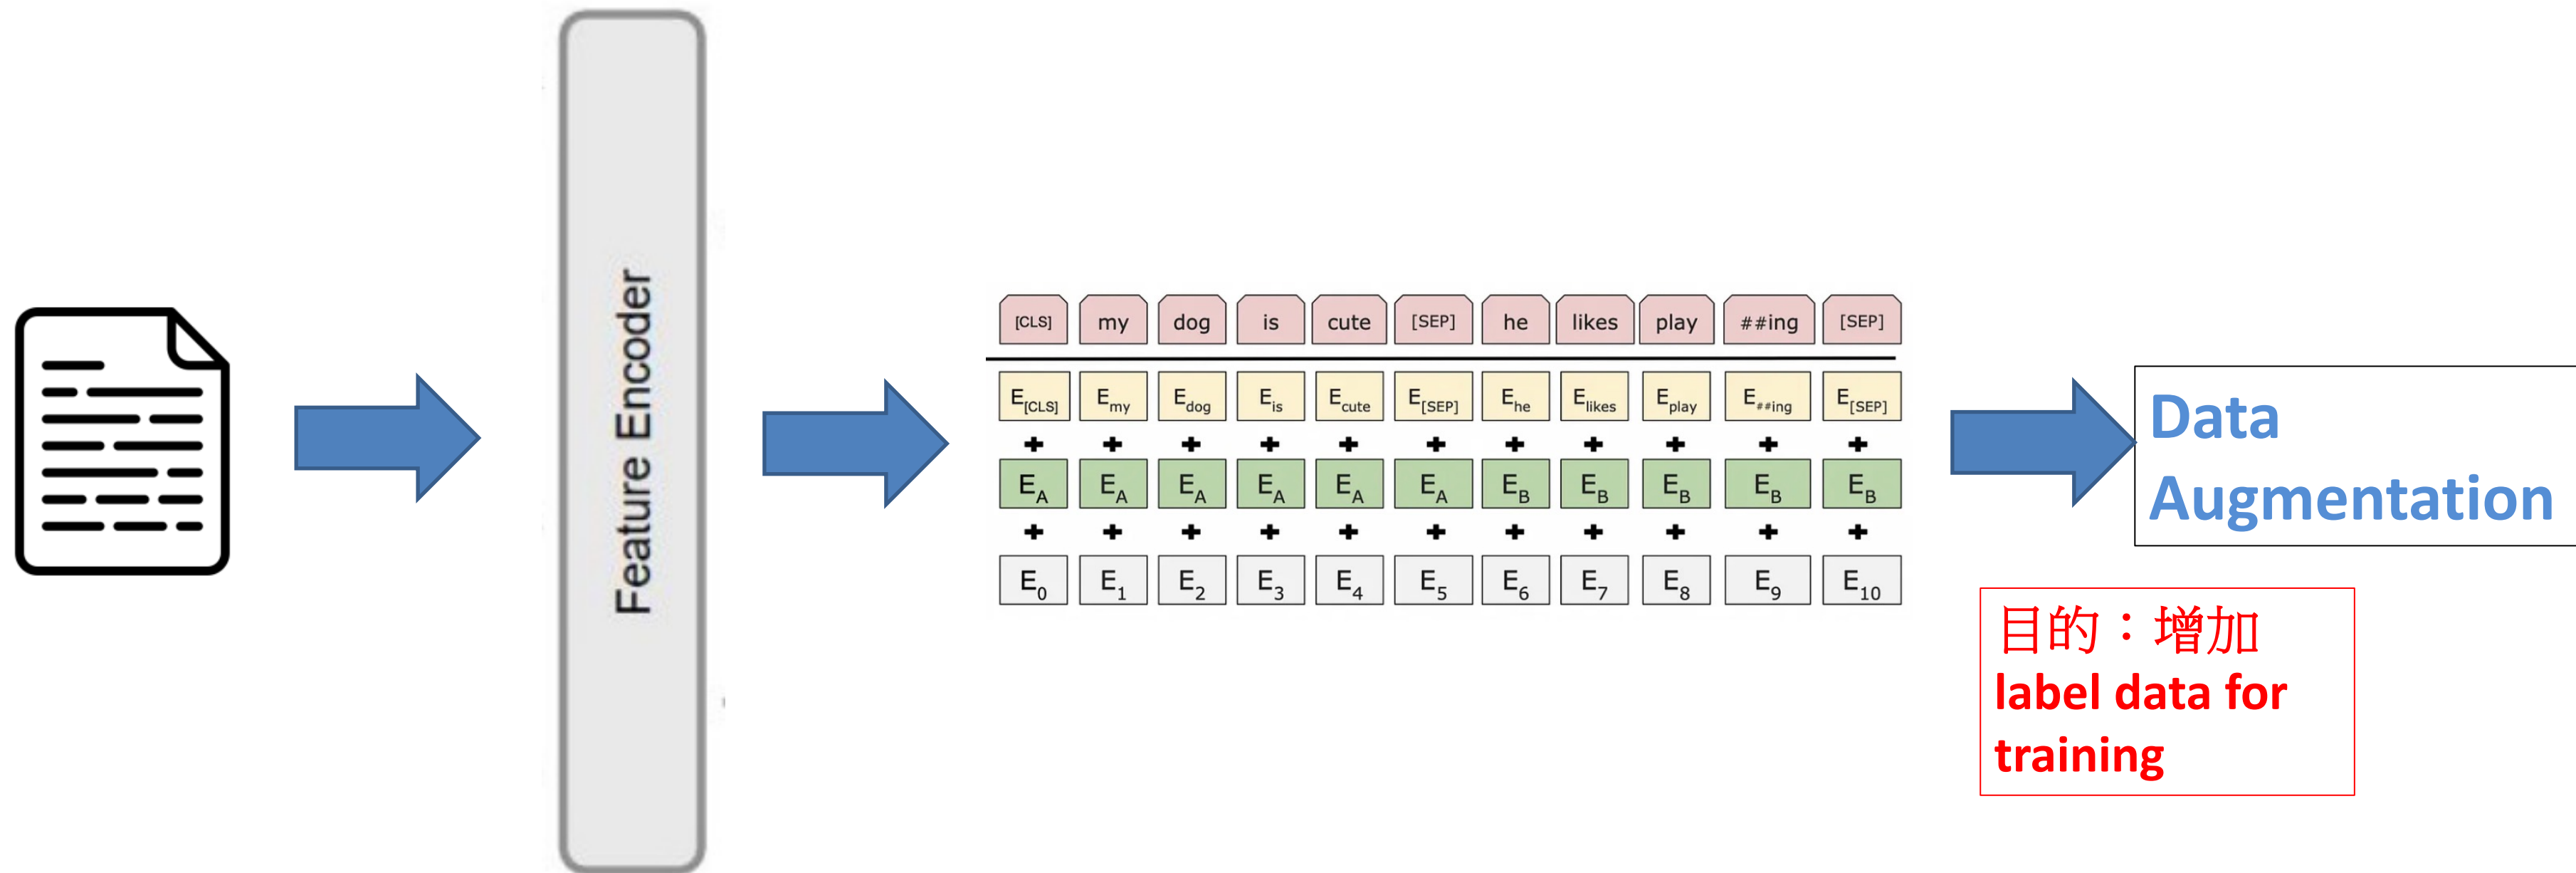 Feature Encoder
[CLS] my dog is cute [SEP] he likes play ##ing [SEP]
E[CLS] Emy Edog Eis Ecute E[SEP] Ehe Elikes Eplay E##ing E[SEP]
+ + + + + + + + + + +
EA EA EA EA EA EA EB EB EB EB EB
+ + + + + + + + + + +
E0 E1 E2 E3 E4 E5 E6 E7 E8 E9 E10
Data
Augmentation
目的：增加
label data for
training